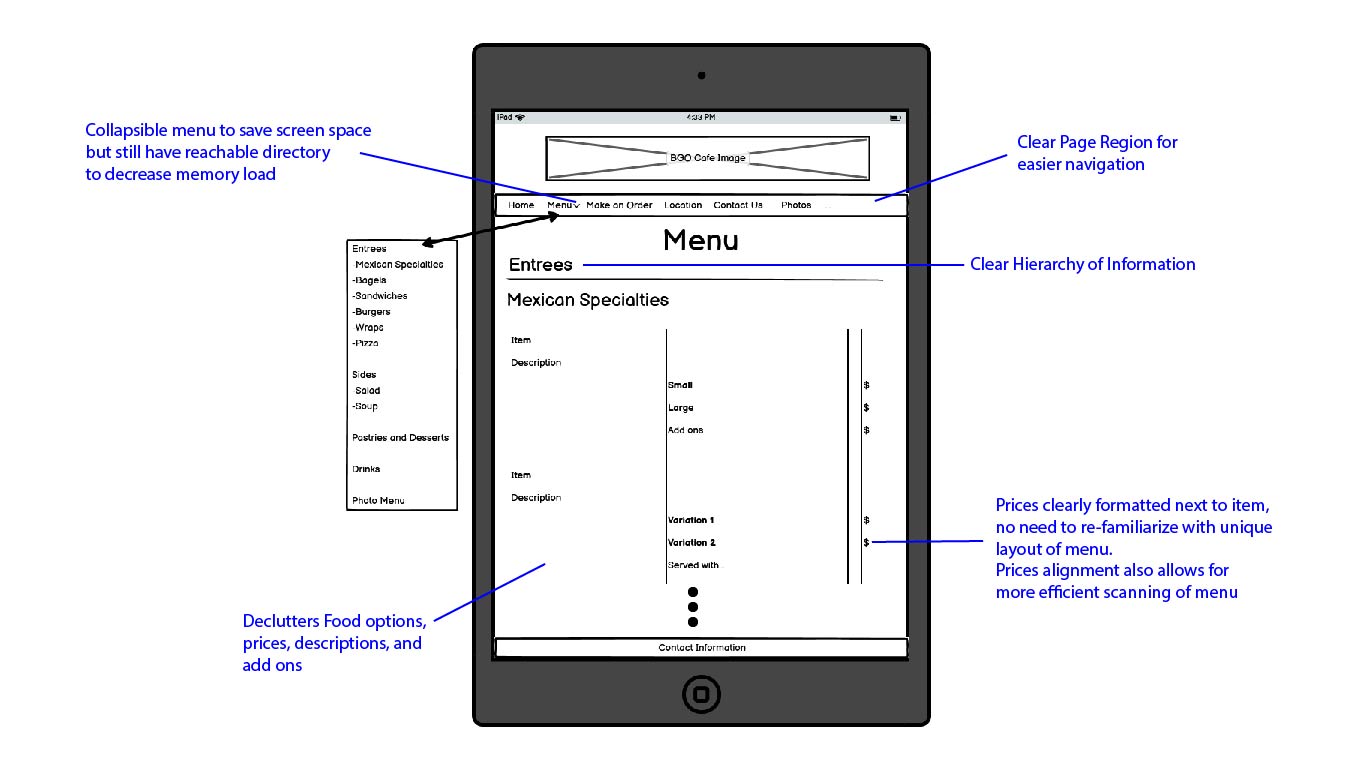 Collapsible menu to save screen space
but still have reachable directory
to decrease memory load
Clear Page Region for
easier navigation
iPad 4:33 PM
BGO Cafe Image
Home Menu Make an Order Location Contact Us Photos ...
Menu
Entrees
Clear Hierarchy of Information
Mexican Specialties
Entrees
-Mexican Specialties
-Bagels
-Sandwiches
-Burgers
-Wraps
-Pizza
Sides
-Salad
-Soup
Pastries and Desserts
Drinks
Photo Menu
Item
Description
Small $
Large $
Add ons $
Item
Description
Variation 1 $
Variation 2 $
Served with..
Prices clearly formatted next to item,
no need to re-familiarize with unique
layout of menu.
Prices alignment also allows for
more efficient scanning of menu
Declutters Food options,
prices, descriptions, and
add ons
Contact Information